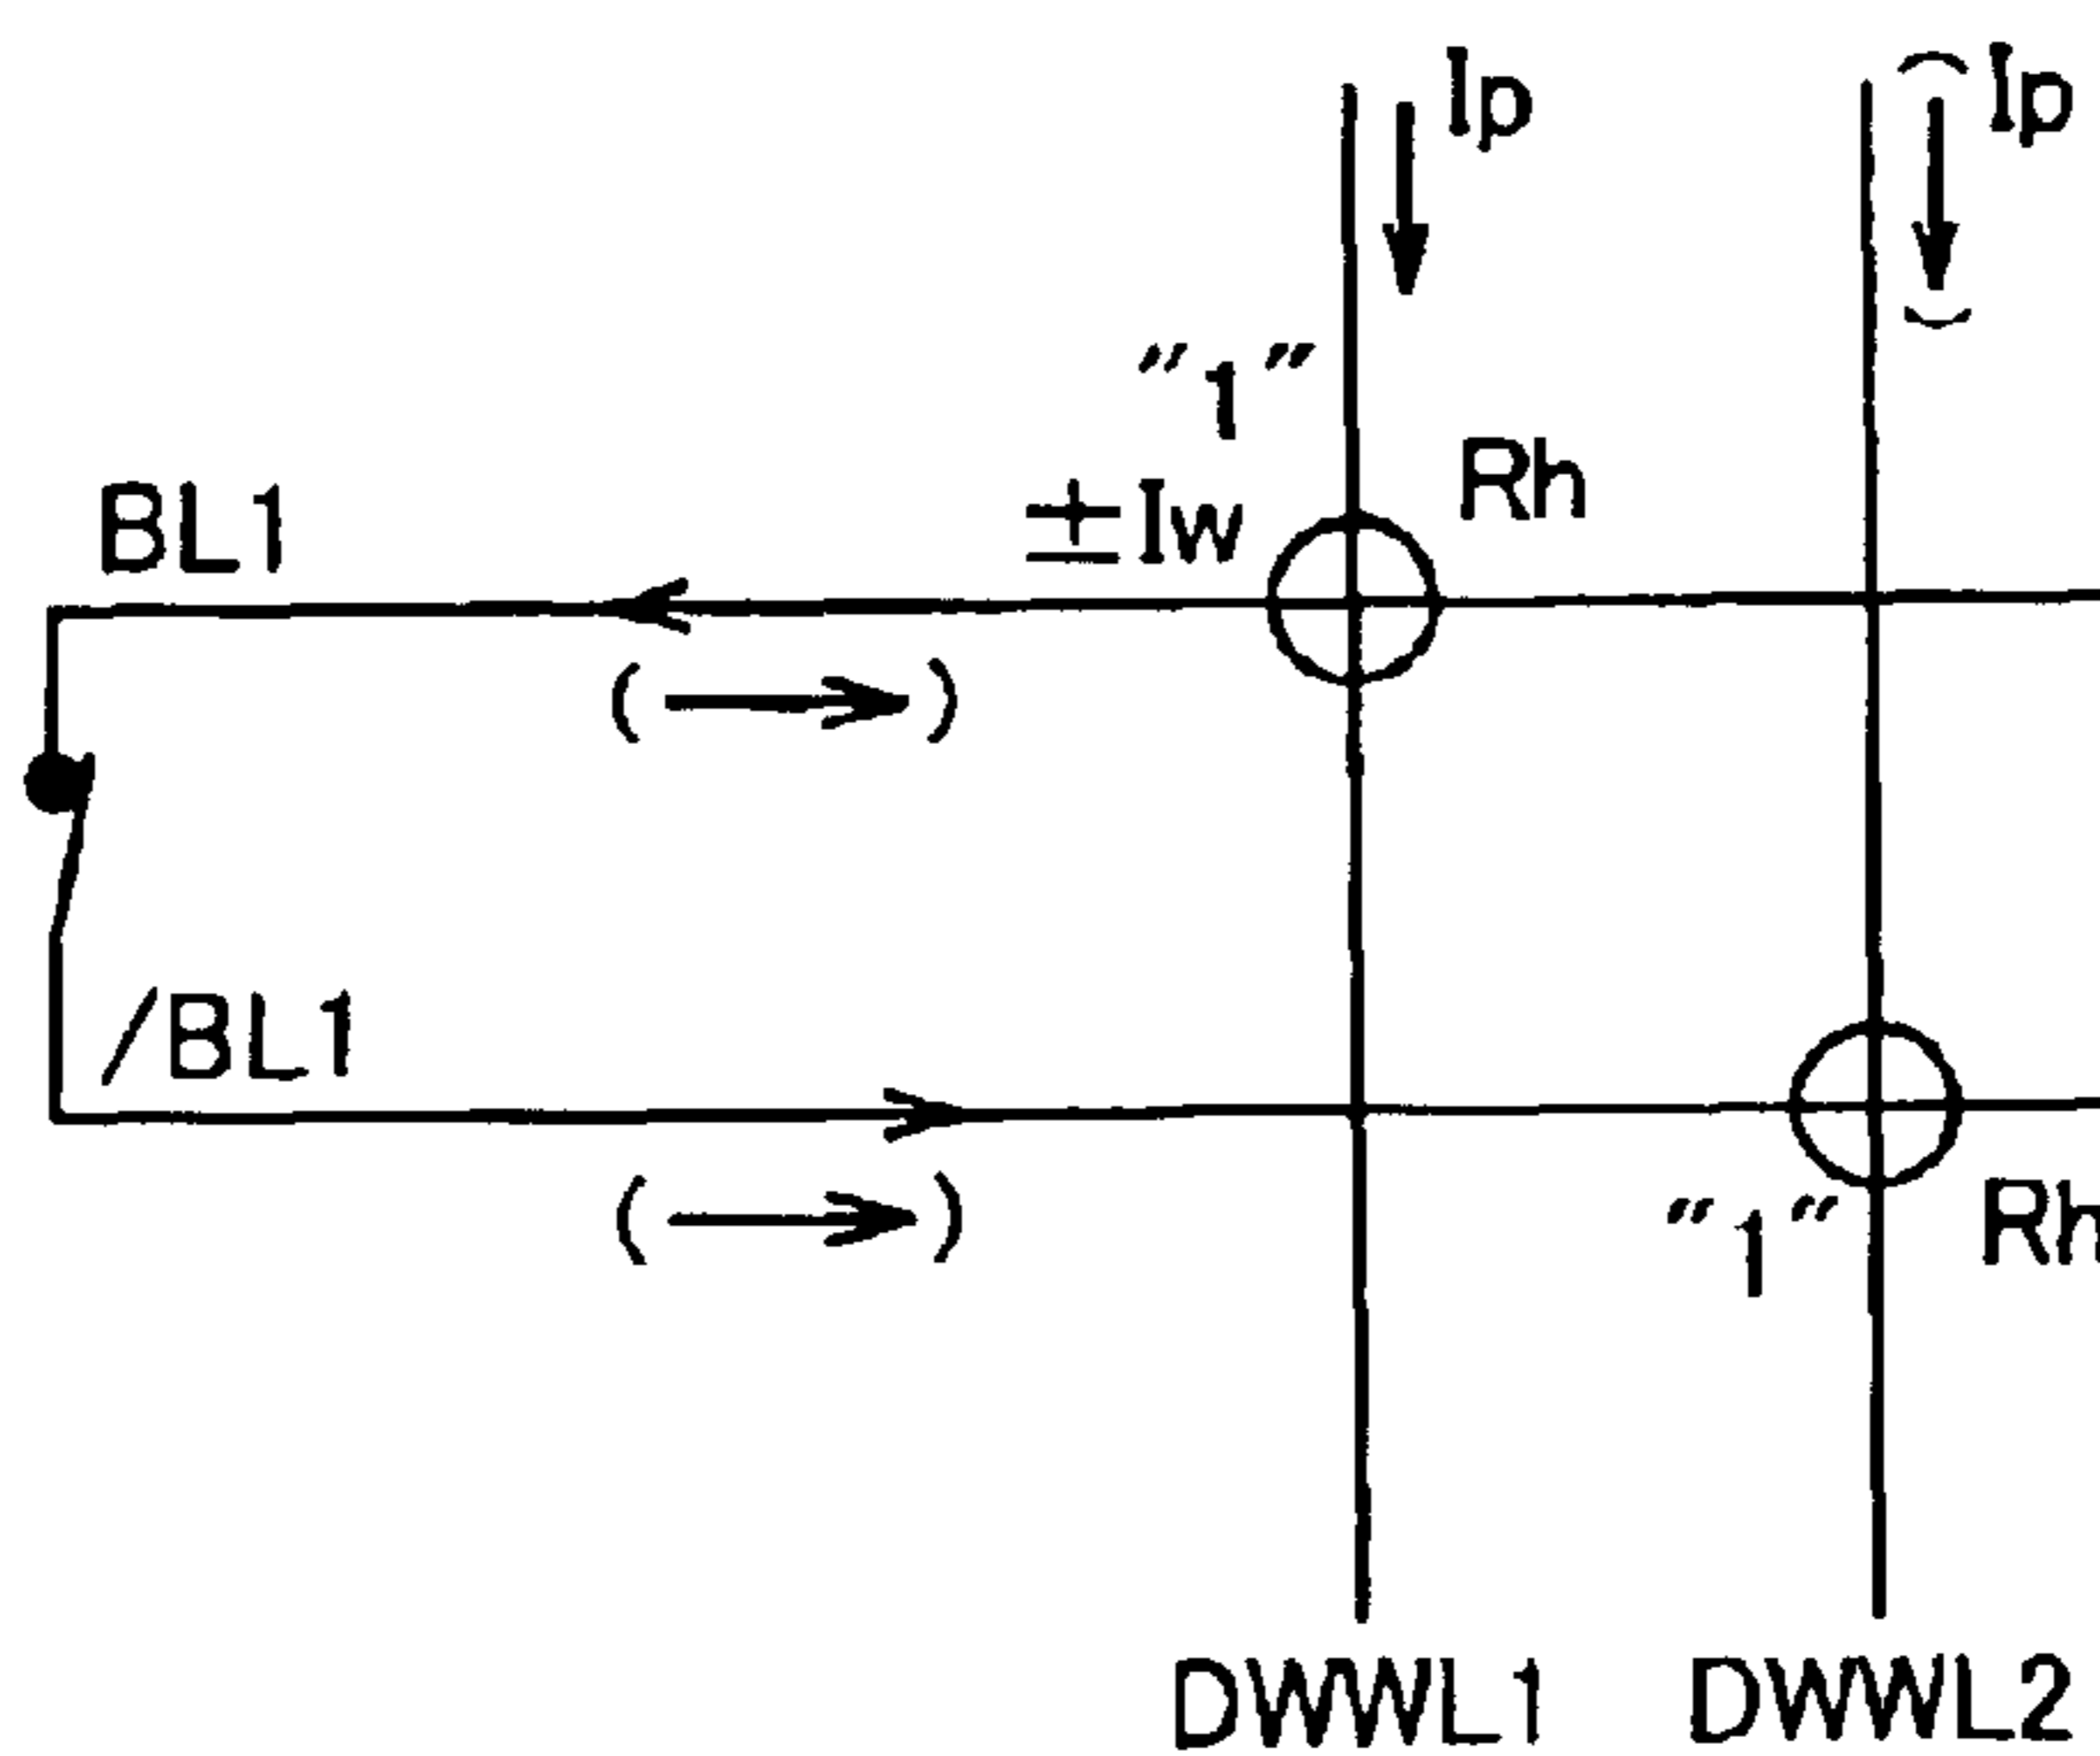 Ip
(Ip
)
"1"
Rh
±Iw
BL1
( → )
/BL1
( → )
"1"
Rh
DWWL1
DWWL2